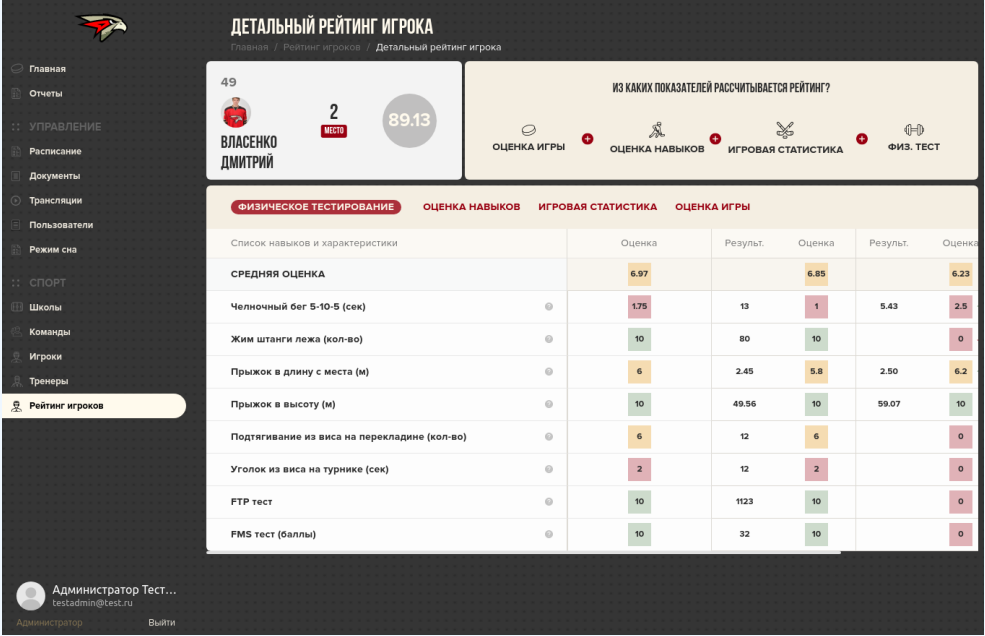 ДЕТАЛЬНЫЙ РЕЙТИНГ ИГРОКА
Главная / Рейтинг игроков / Детальный рейтинг игрока
Главная
Отчеты
УПРАВЛЕНИЕ
Расписание
Документы
Трансляции
Пользователи
Режим сна
СПОРТ
Школы
Команды
Игроки
Тренеры
Рейтинг игроков
Администратор Тест...
testadmin@test.ru
Администратор Выйти
49
ВЛАСЕНКО
ДМИТРИЙ
2
МЕСТО
89.13
ИЗ КАКИХ ПОКАЗАТЕЛЕЙ РАССЧИТЫВАЕТСЯ РЕЙТИНГ?
ОЦЕНКА ИГРЫ + ОЦЕНКА НАВЫКОВ + ИГРОВАЯ СТАТИСТИКА + ФИЗ. ТЕСТ
ФИЗИЧЕСКОЕ ТЕСТИРОВАНИЕ ОЦЕНКА НАВЫКОВ ИГРОВАЯ СТАТИСТИКА ОЦЕНКА ИГРЫ
Список навыков и характеристики Оценка Результ. Оценка Результ. Оценка
СРЕДНЯЯ ОЦЕНКА 6.97 6.85 6.23
Челночный бег 5-10-5 (сек) ? 1.75 13 1 5.43 2.5
Жим штанги лежа (кол-во) ? 10 80 10 0
Прыжок в длину с места (м) ? 6 2.45 5.8 2.50 6.2
Прыжок в высоту (м) ? 10 49.56 10 59.07 10
Подтягивание из виса на перекладине (кол-во) ? 6 12 6 0
Уголок из виса на турнике (сек) ? 2 12 2 0
FTP тест ? 10 1123 10 0
FMS тест (баллы) ? 10 32 10 0